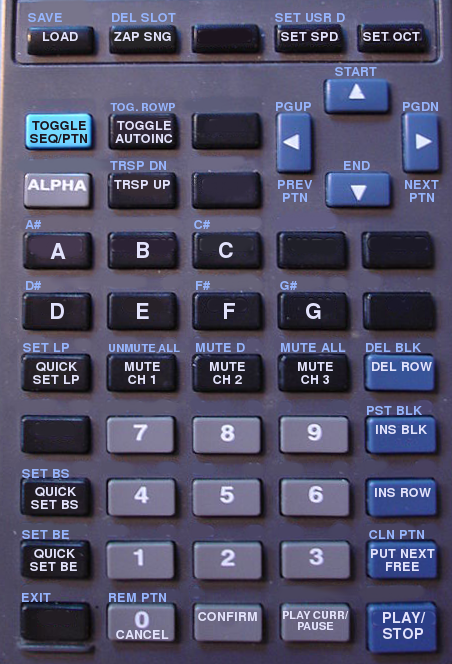 SAVE DEL SLOT SET USR D
LOAD ZAP SNG SET SPD SET OCT
START
TOG. ROWP PGUP PGDN
TOGGLE SEQ/PTN TOGGLE AUTOINC
TRSP DN END
ALPHA TRSP UP PREV PTN NEXT PTN
A# C#
A B C
D# F# G#
D E F G
SET LP UNMUTE ALL MUTE D MUTE ALL DEL BLK
QUICK SET LP MUTE CH 1 MUTE CH 2 MUTE CH 3 DEL ROW
PST BLK
7 8 9 INS BLK
SET BS
QUICK SET BS 4 5 6 INS ROW
SET BE CLN PTN
QUICK SET BE 1 2 3 PUT NEXT FREE
EXIT REM PTN
0 CANCEL CONFIRM PLAY CURR/ PAUSE PLAY/ STOP